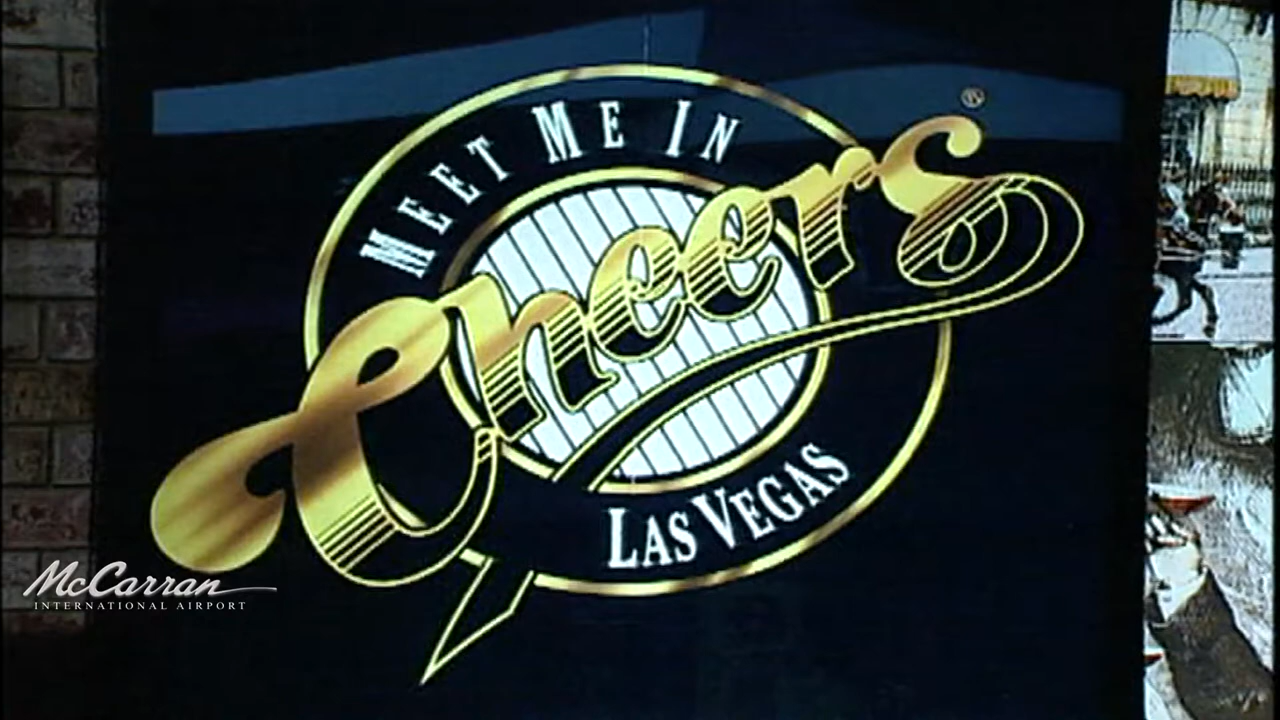 MEET ME IN
Cheers®
LAS VEGAS
McCarran
INTERNATIONAL AIRPORT